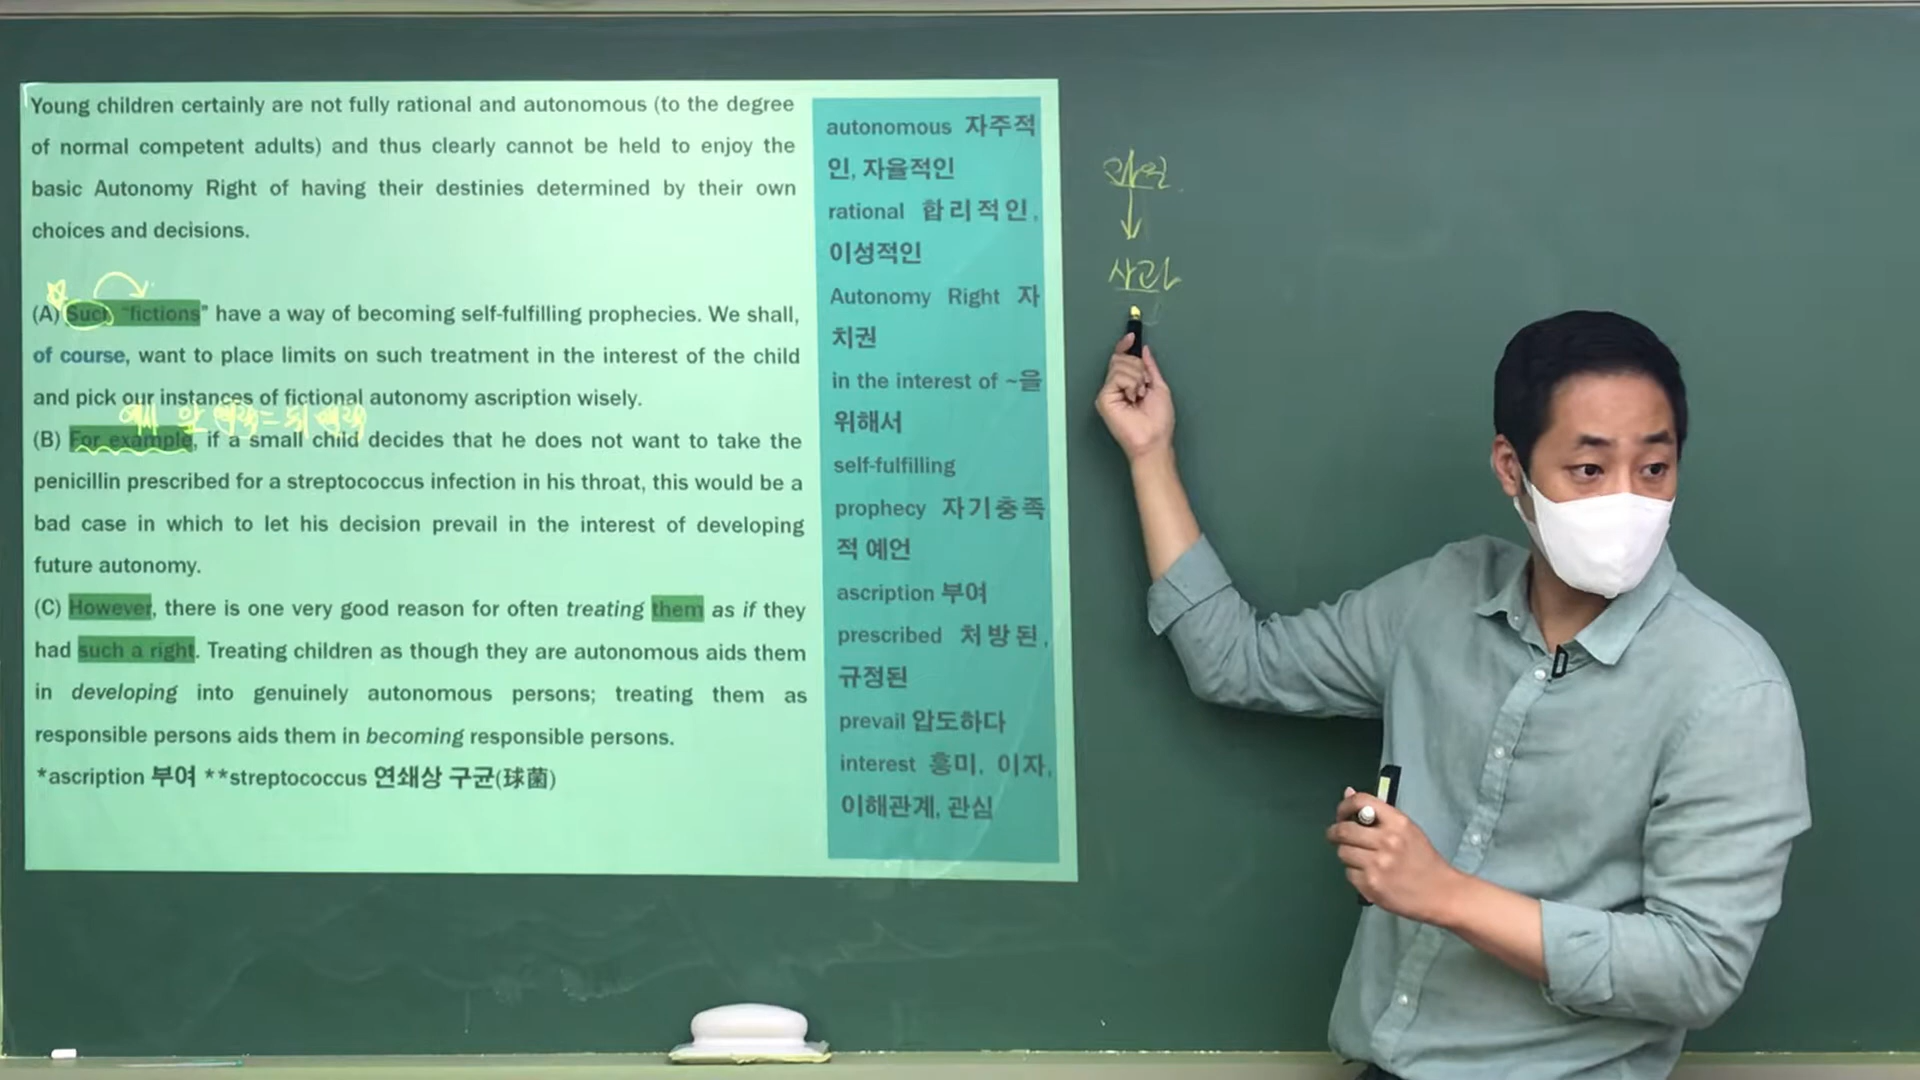 Young children certainly are not fully rational and autonomous (to the degree
of normal competent adults) and thus clearly cannot be held to enjoy the
basic Autonomy Right of having their destinies determined by their own
choices and decisions.
(A) Such "fictions" have a way of becoming self-fulfilling prophecies. We shall,
of course, want to place limits on such treatment in the interest of the child
and pick our instances of fictional autonomy ascription wisely.
예시 앞 맥락 = 뒤 맥락
(B) For example, if a small child decides that he does not want to take the
penicillin prescribed for a streptococcus infection in his throat, this would be a
bad case in which to let his decision prevail in the interest of developing
future autonomy.
(C) However, there is one very good reason for often treating them as if they
had such a right. Treating children as though they are autonomous aids them
in developing into genuinely autonomous persons; treating them as
responsible persons aids them in becoming responsible persons.
*ascription 부여 **streptococcus 연쇄상 구균(球菌)
autonomous 자주적
인, 자율적인
rational 합리적인,
이성적인
Autonomy Right 자
치권
in the interest of ~을
위해서
self-fulfilling
prophecy 자기충족
적 예언
ascription 부여
prescribed 처방된,
규정된
prevail 압도하다
interest 흥미, 이자,
이해관계, 관심
과일
사과